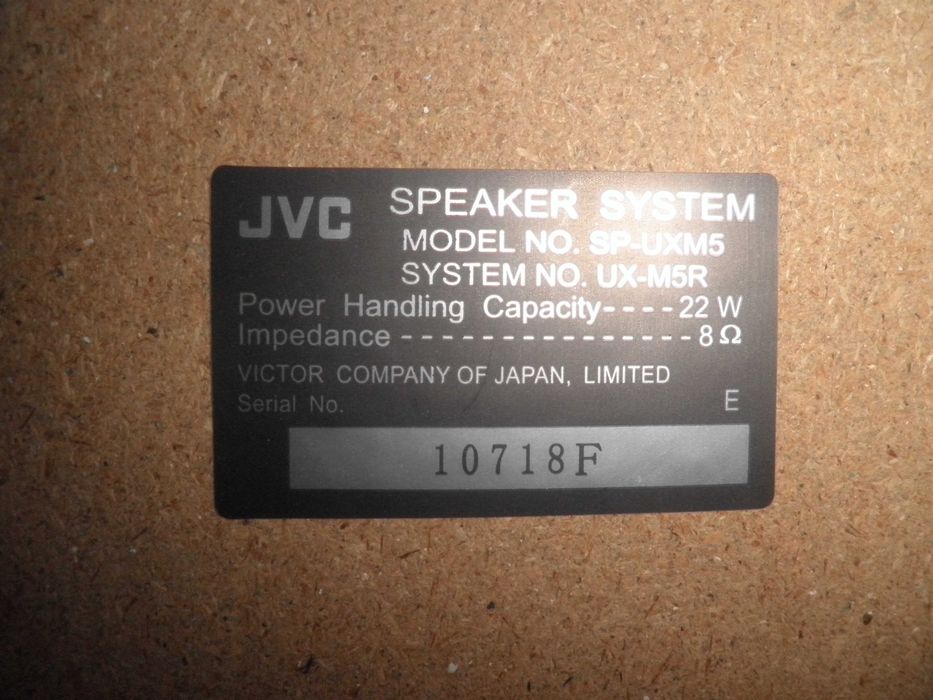 JVC SPEAKER SYSTEM
MODEL NO. SP-UXM5
SYSTEM NO. UX-M5R
Power Handling Capacity----22 W
Impedance---------------8Ω
VICTOR COMPANY OF JAPAN, LIMITED
Serial No. E
10718F